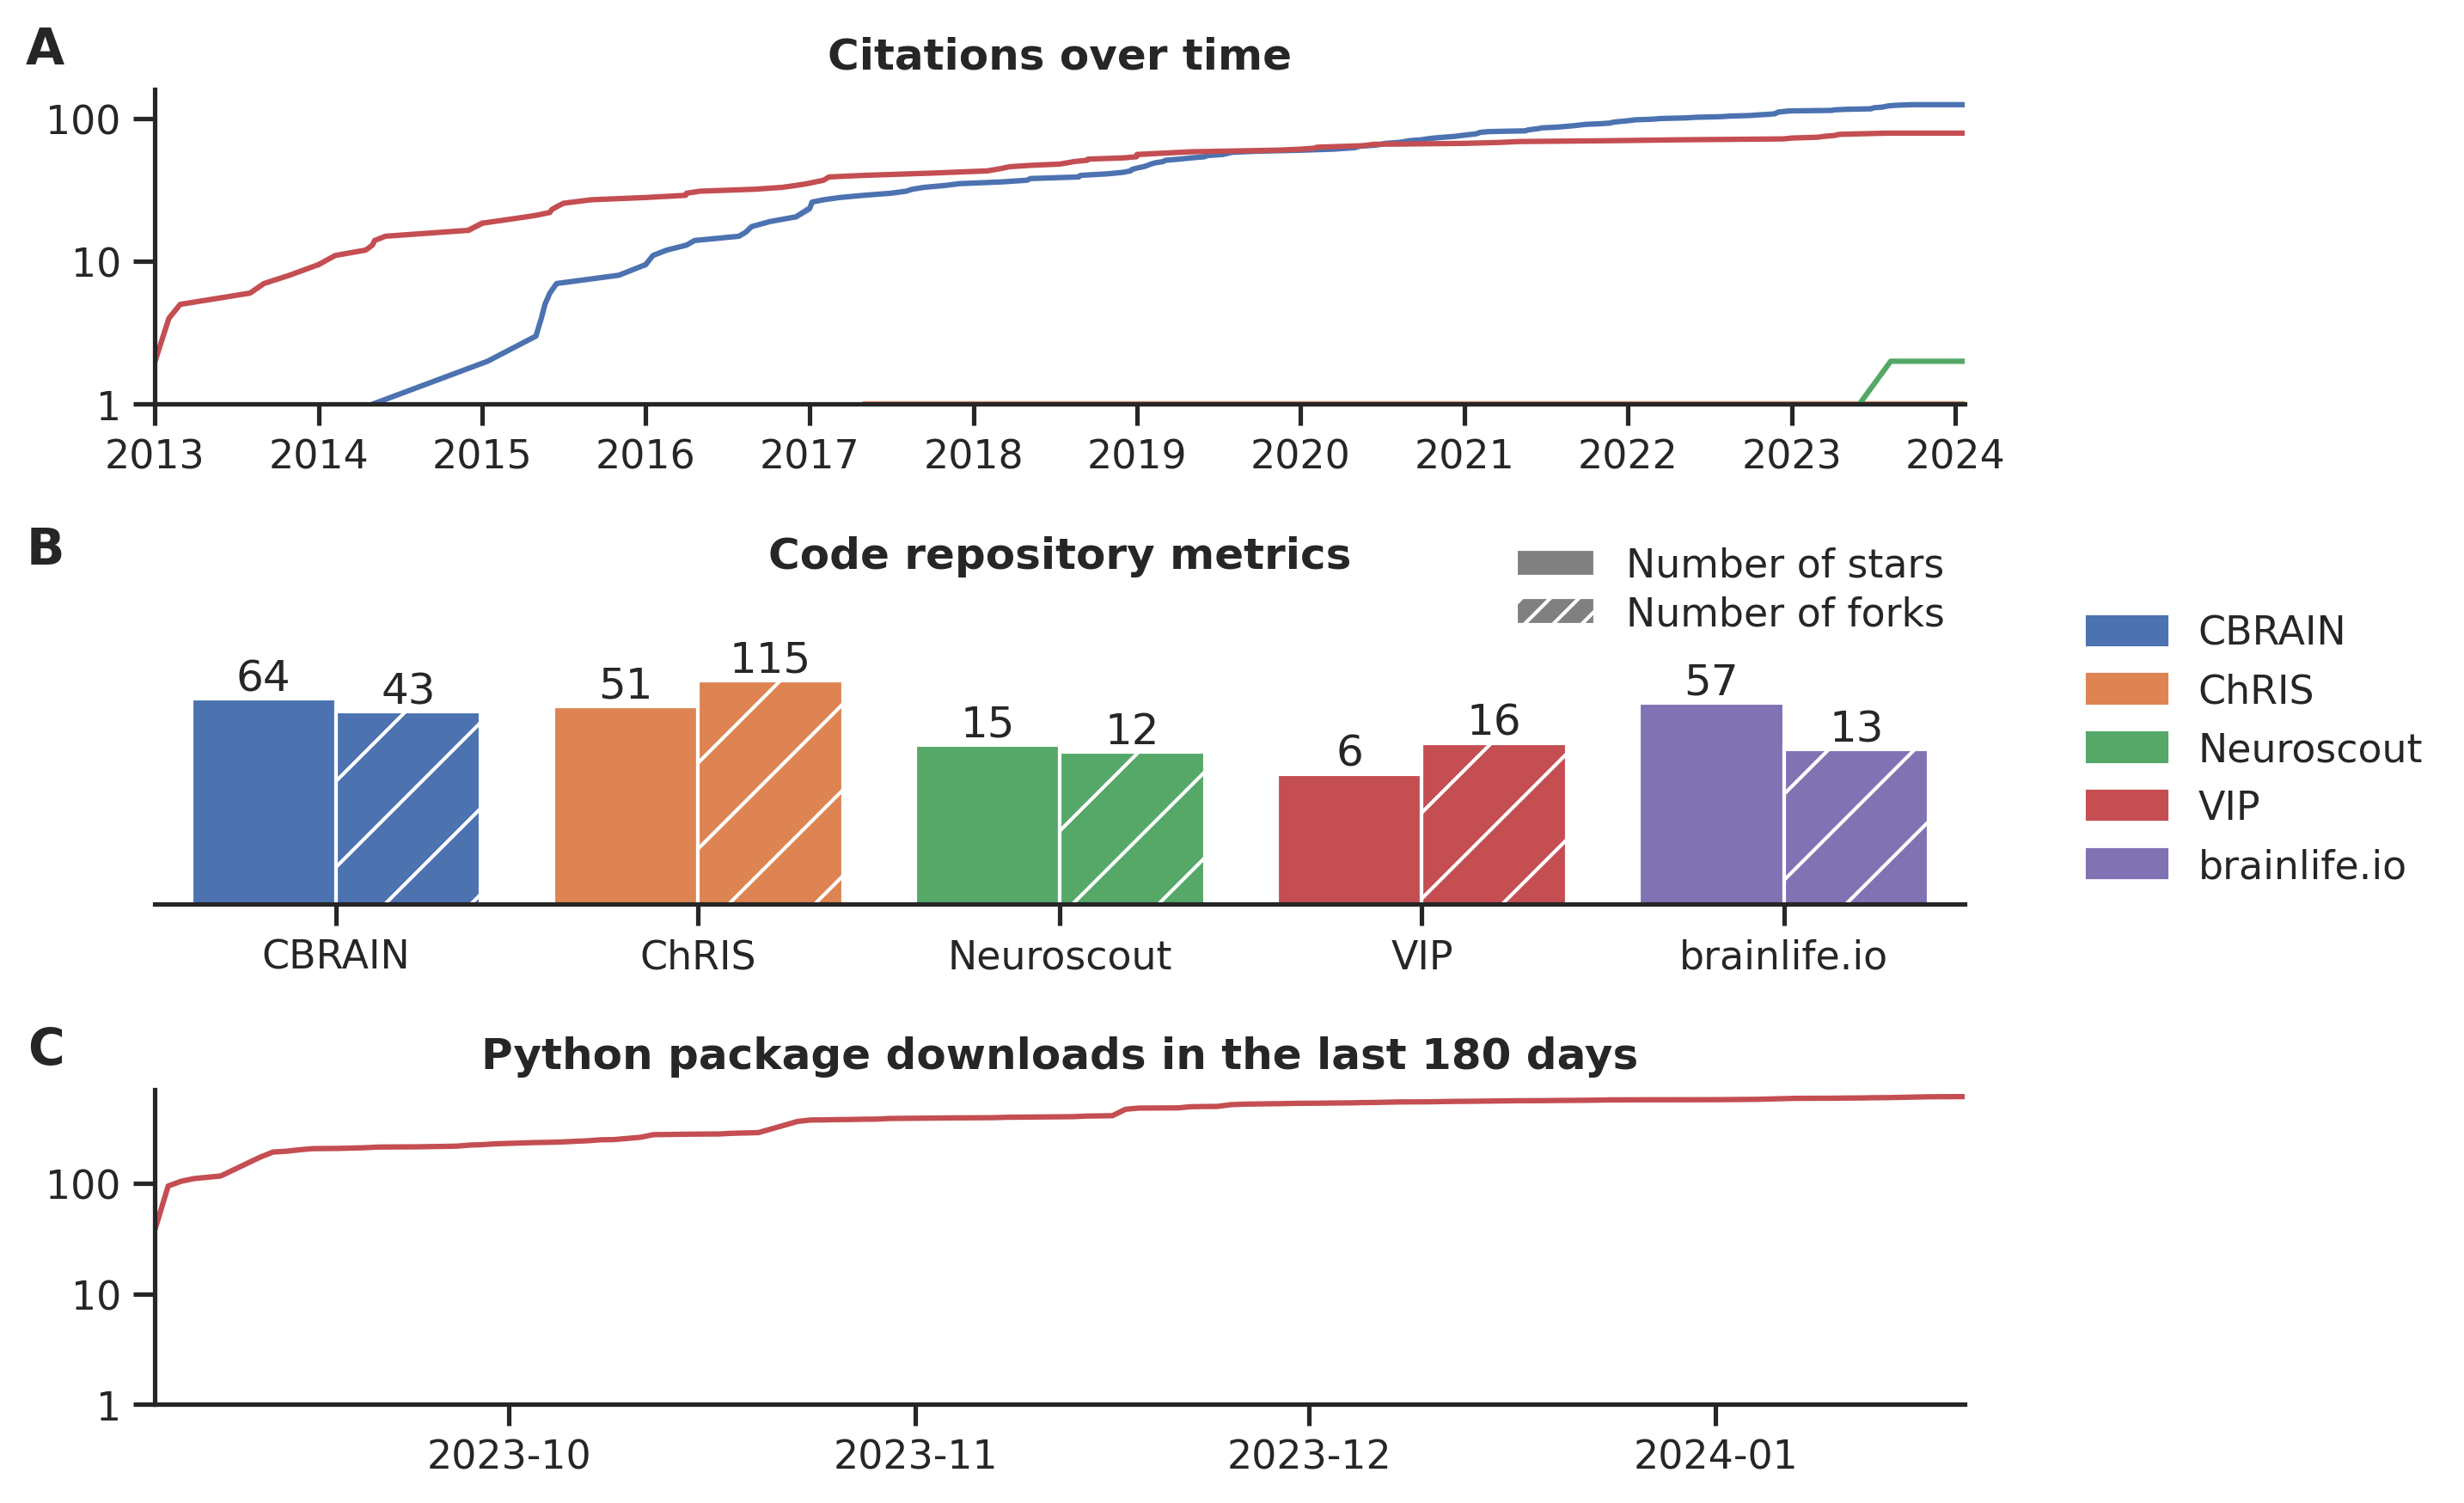 A
Citations over time
100
10
1
2013 2014 2015 2016 2017 2018 2019 2020 2021 2022 2023 2024
B
Code repository metrics
Number of stars
Number of forks
64 43 51 115 15 12 6 16 57 13
CBRAIN ChRIS Neuroscout VIP brainlife.io
CBRAIN
ChRIS
Neuroscout
VIP
brainlife.io
C
Python package downloads in the last 180 days
100
10
1
2023-10 2023-11 2023-12 2024-01